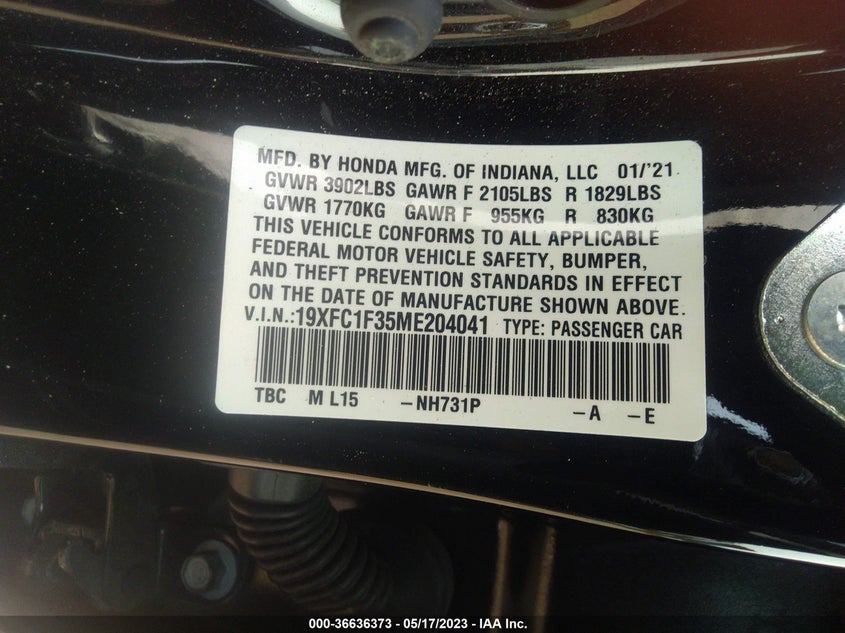 MFD. BY HONDA MFG. OF INDIANA, LLC 01/'21
GVWR 3902LBS GAWR F 2105LBS R 1829LBS
GVWR 1770KG GAWR F 955KG R 830KG
THIS VEHICLE CONFORMS TO ALL APPLICABLE
FEDERAL MOTOR VEHICLE SAFETY, BUMPER,
AND THEFT PREVENTION STANDARDS IN EFFECT
ON THE DATE OF MANUFACTURE SHOWN ABOVE.
V.I.N.:19XFC1F35ME204041 TYPE: PASSENGER CAR
TBC M L15 –NH731P –A –E
000-36636373 — 05/17/2023 — IAA Inc.